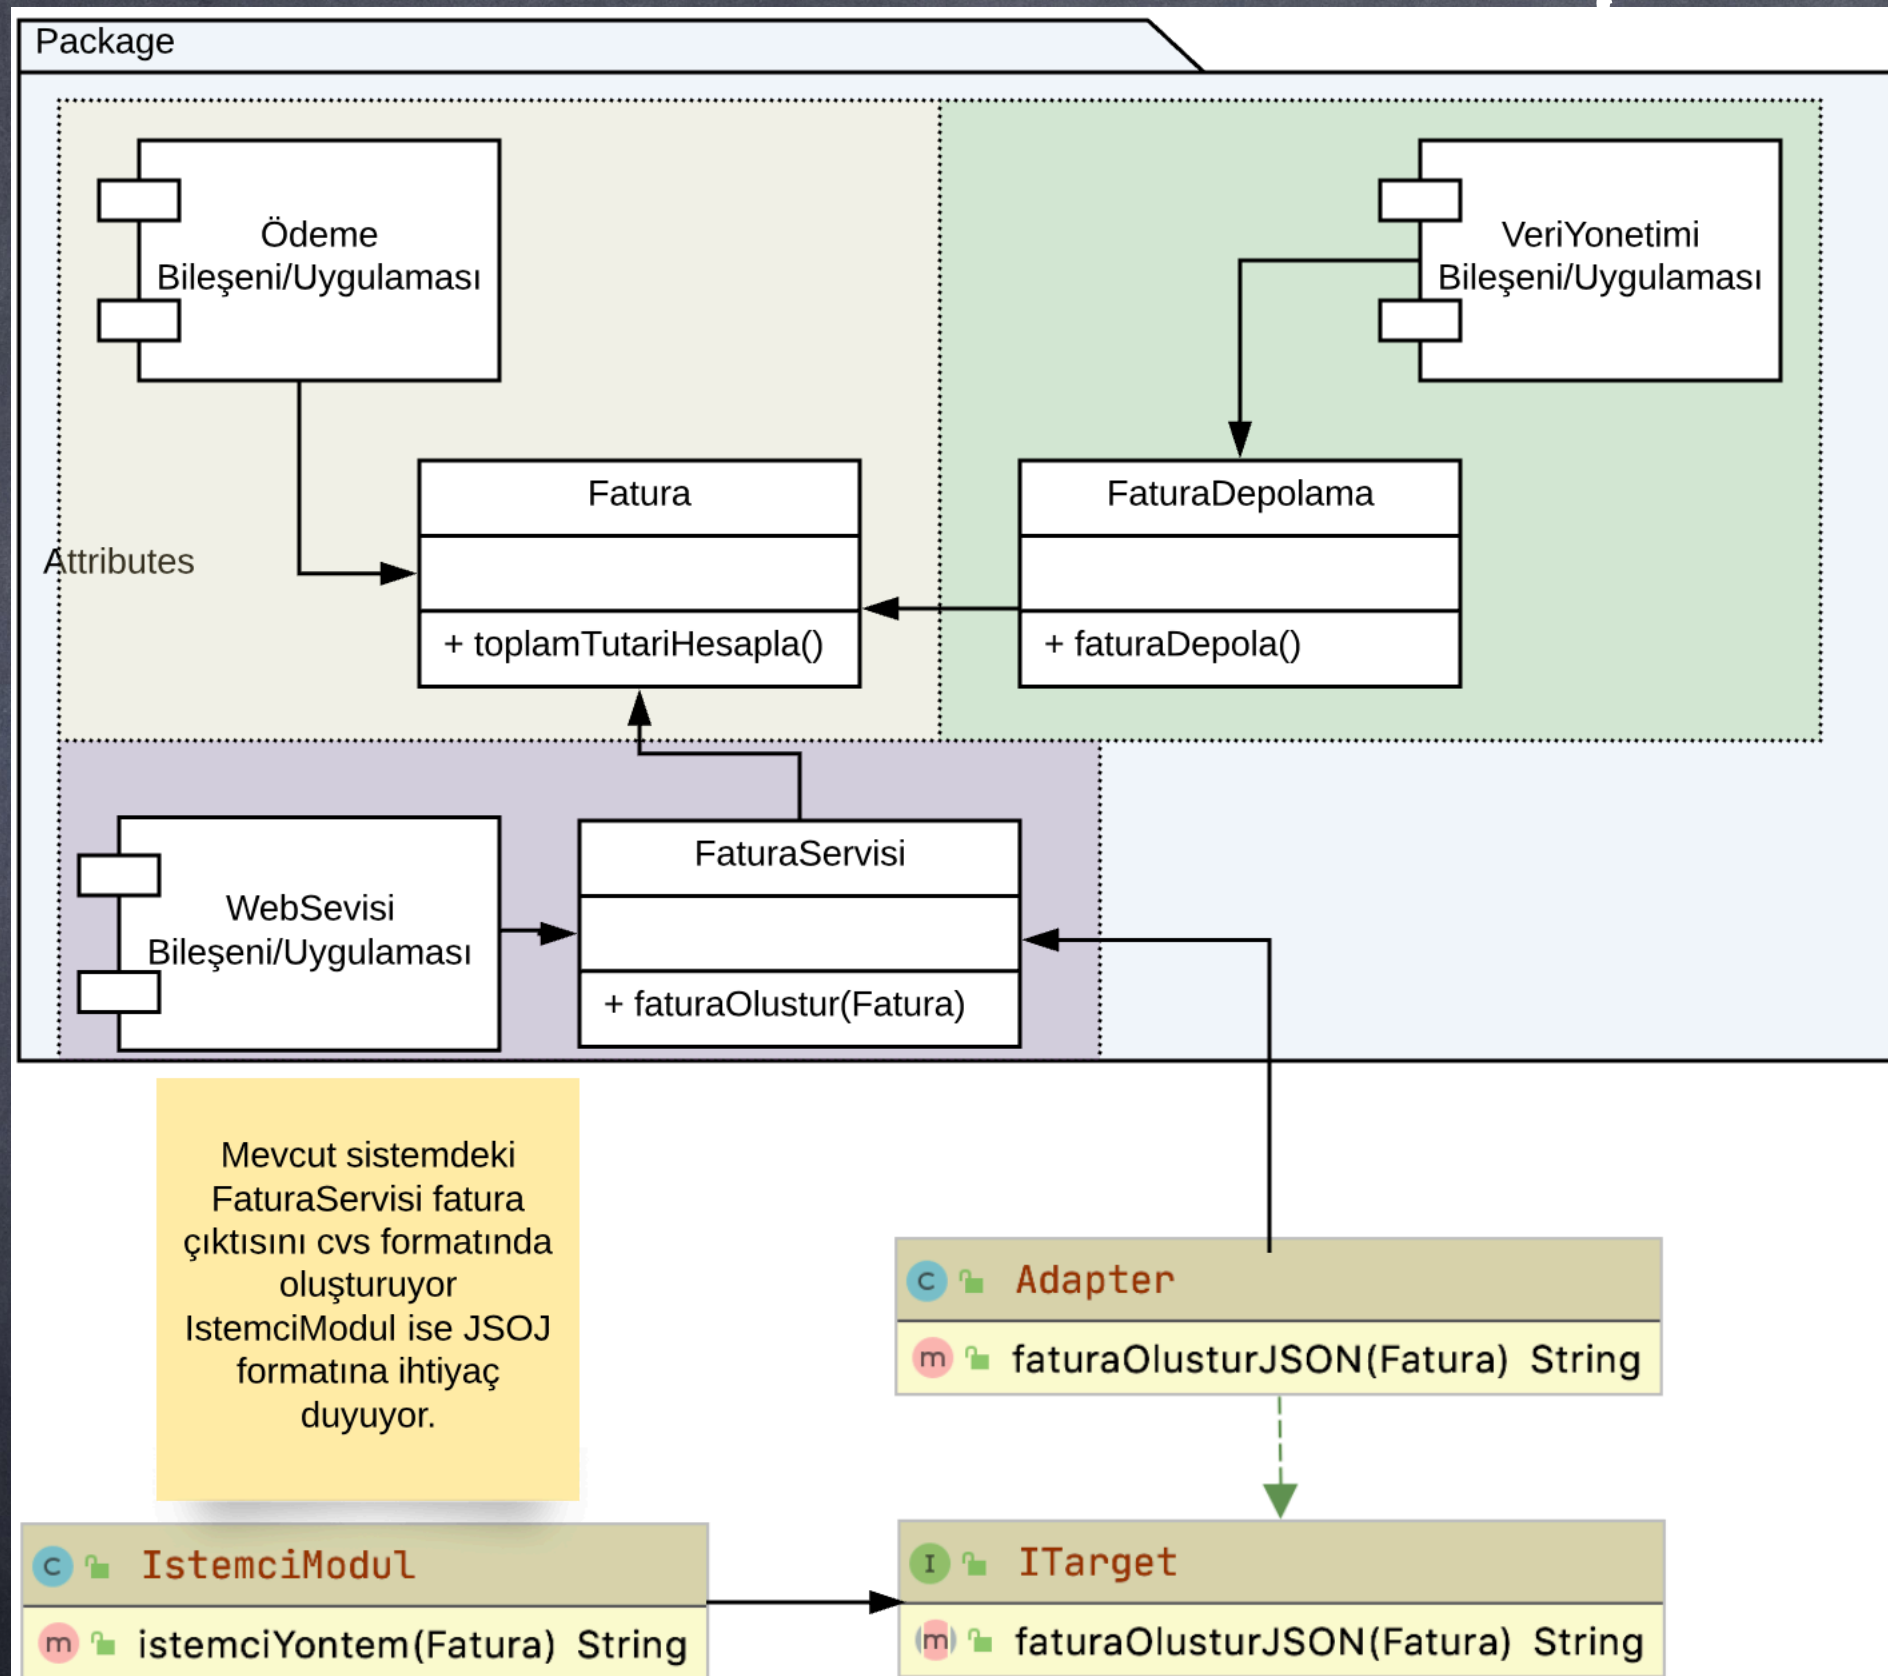 Package
Ödeme
Bileşeni/Uygulaması
VeriYonetimi
Bileşeni/Uygulaması
Attributes
Fatura
+ toplamTutariHesapla()
FaturaDepolama
+ faturaDepola()
WebSevisi
Bileşeni/Uygulaması
FaturaServisi
+ faturaOlustur(Fatura)
Mevcut sistemdeki
FaturaServisi fatura
çıktısını cvs formatında
oluşturuyor
IstemciModul ise JSOJ
formatına ihtiyaç
duyuyor.
C Adapter
m faturaOlusturJSON(Fatura) String
C IstemciModul
m istemciYontem(Fatura) String
I ITarget
m faturaOlusturJSON(Fatura) String